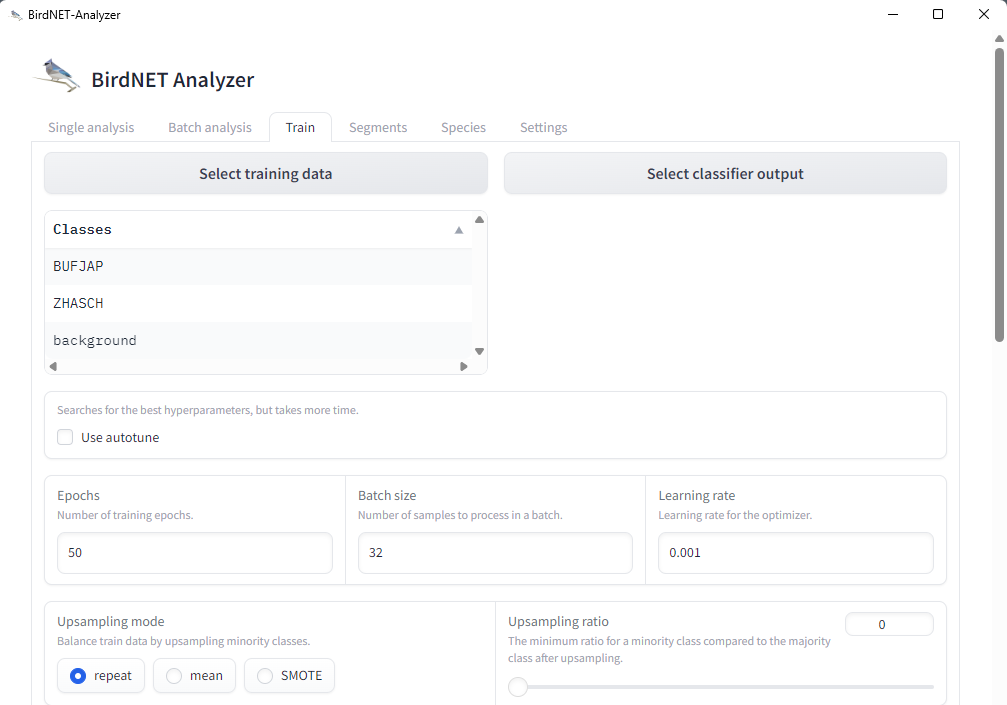 BirdNET-Analyzer
BirdNET Analyzer
Single analysis Batch analysis Train Segments Species Settings
Select training data Select classifier output
Classes
BUFJAP
ZHASCH
background
Searches for the best hyperparameters, but takes more time.
Use autotune
Epochs Batch size Learning rate
Number of training epochs. Number of samples to process in a batch. Learning rate for the optimizer.
50 32 0.001
Upsampling mode Upsampling ratio 0
Balance train data by upsampling minority classes. The minimum ratio for a minority class compared to the majority
class after upsampling.
repeat mean SMOTE